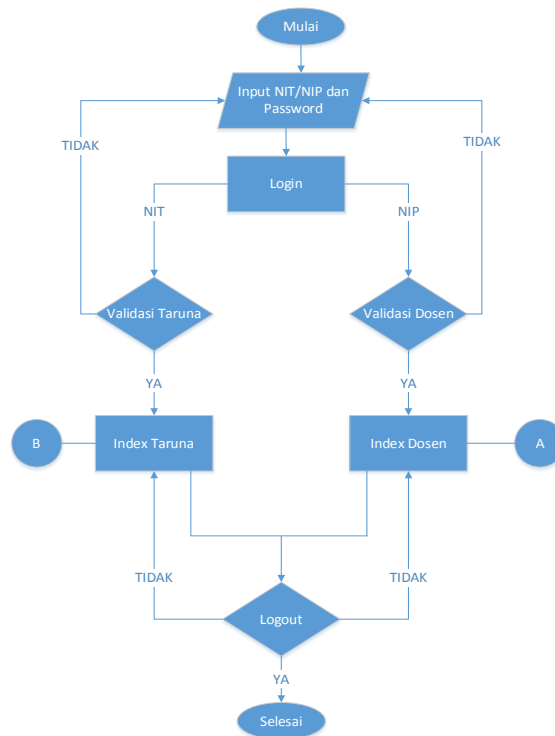 Mulai
Input NIT/NIP dan
Password
TIDAK
TIDAK
Login
NIT
NIP
Validasi Taruna
Validasi Dosen
YA
YA
B
Index Taruna
Index Dosen
A
TIDAK
TIDAK
Logout
YA
Selesai